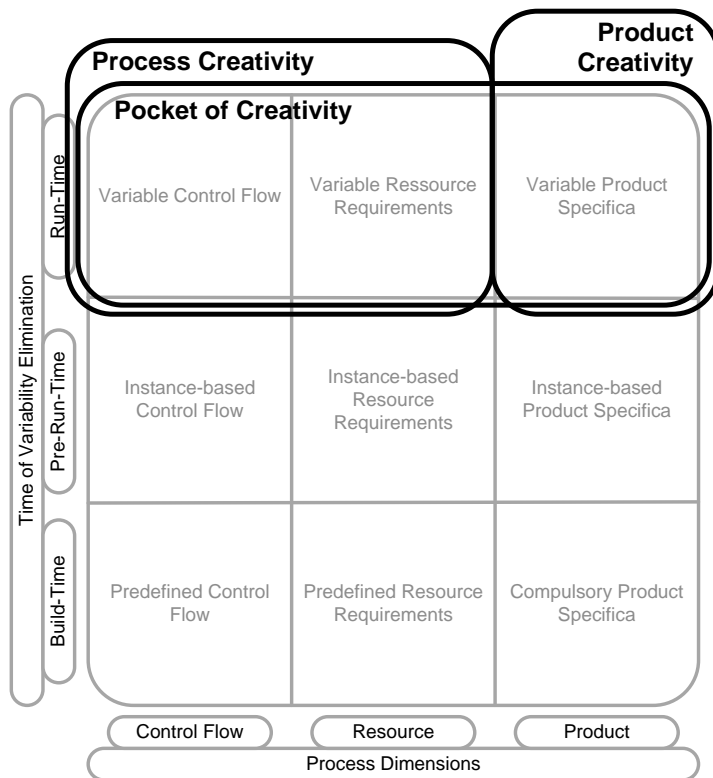 Product
Creativity
Process Creativity
Pocket of Creativity
Time of Variability Elimination
Run-Time
Variable Control Flow
Variable Ressource
Requirements
Variable Product
Specifica
Pre-Run-Time
Instance-based
Control Flow
Instance-based
Resource
Requirements
Instance-based
Product Specifica
Build-Time
Predefined Control
Flow
Predefined Resource
Requirements
Compulsory Product
Specifica
Control Flow
Resource
Product
Process Dimensions